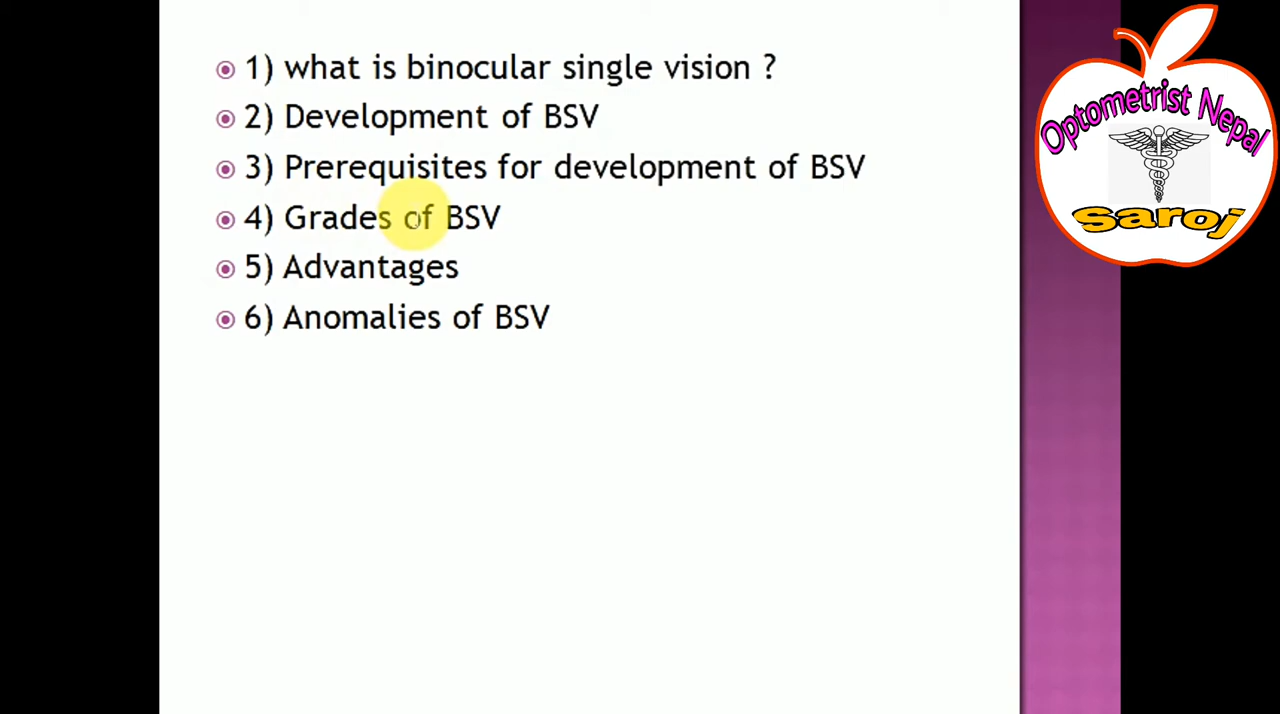 1) what is binocular single vision ?
2) Development of BSV
3) Prerequisites for development of BSV
4) Grades of BSV
5) Advantages
6) Anomalies of BSV
Optometrist Nepal
Saroj